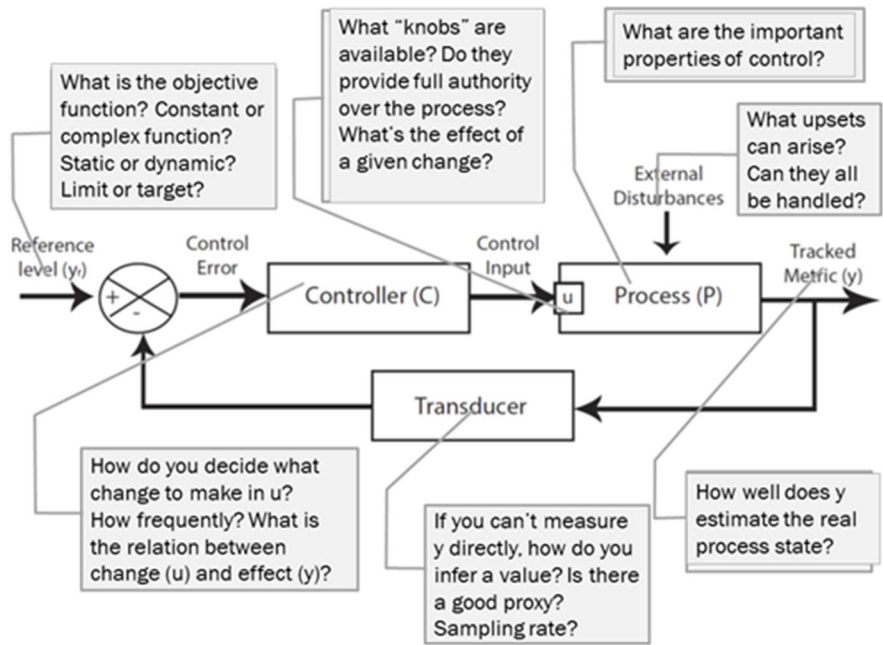 What “knobs” are
available? Do they
provide full authority
over the process?
What’s the effect of
a given change?
What are the important
properties of control?
What is the objective
function? Constant or
complex function?
Static or dynamic?
Limit or target?
What upsets
can arise?
Can they all
be handled?
External
Disturbances
Reference
level (yr)
Control
Error
Control
Input
Tracked
Metric (y)
+
-
Controller (C)
u
Process (P)
Transducer
How do you decide what
change to make in u?
How frequently? What is
the relation between
change (u) and effect (y)?
If you can’t measure
y directly, how do you
infer a value? Is there
a good proxy?
Sampling rate?
How well does y
estimate the real
process state?